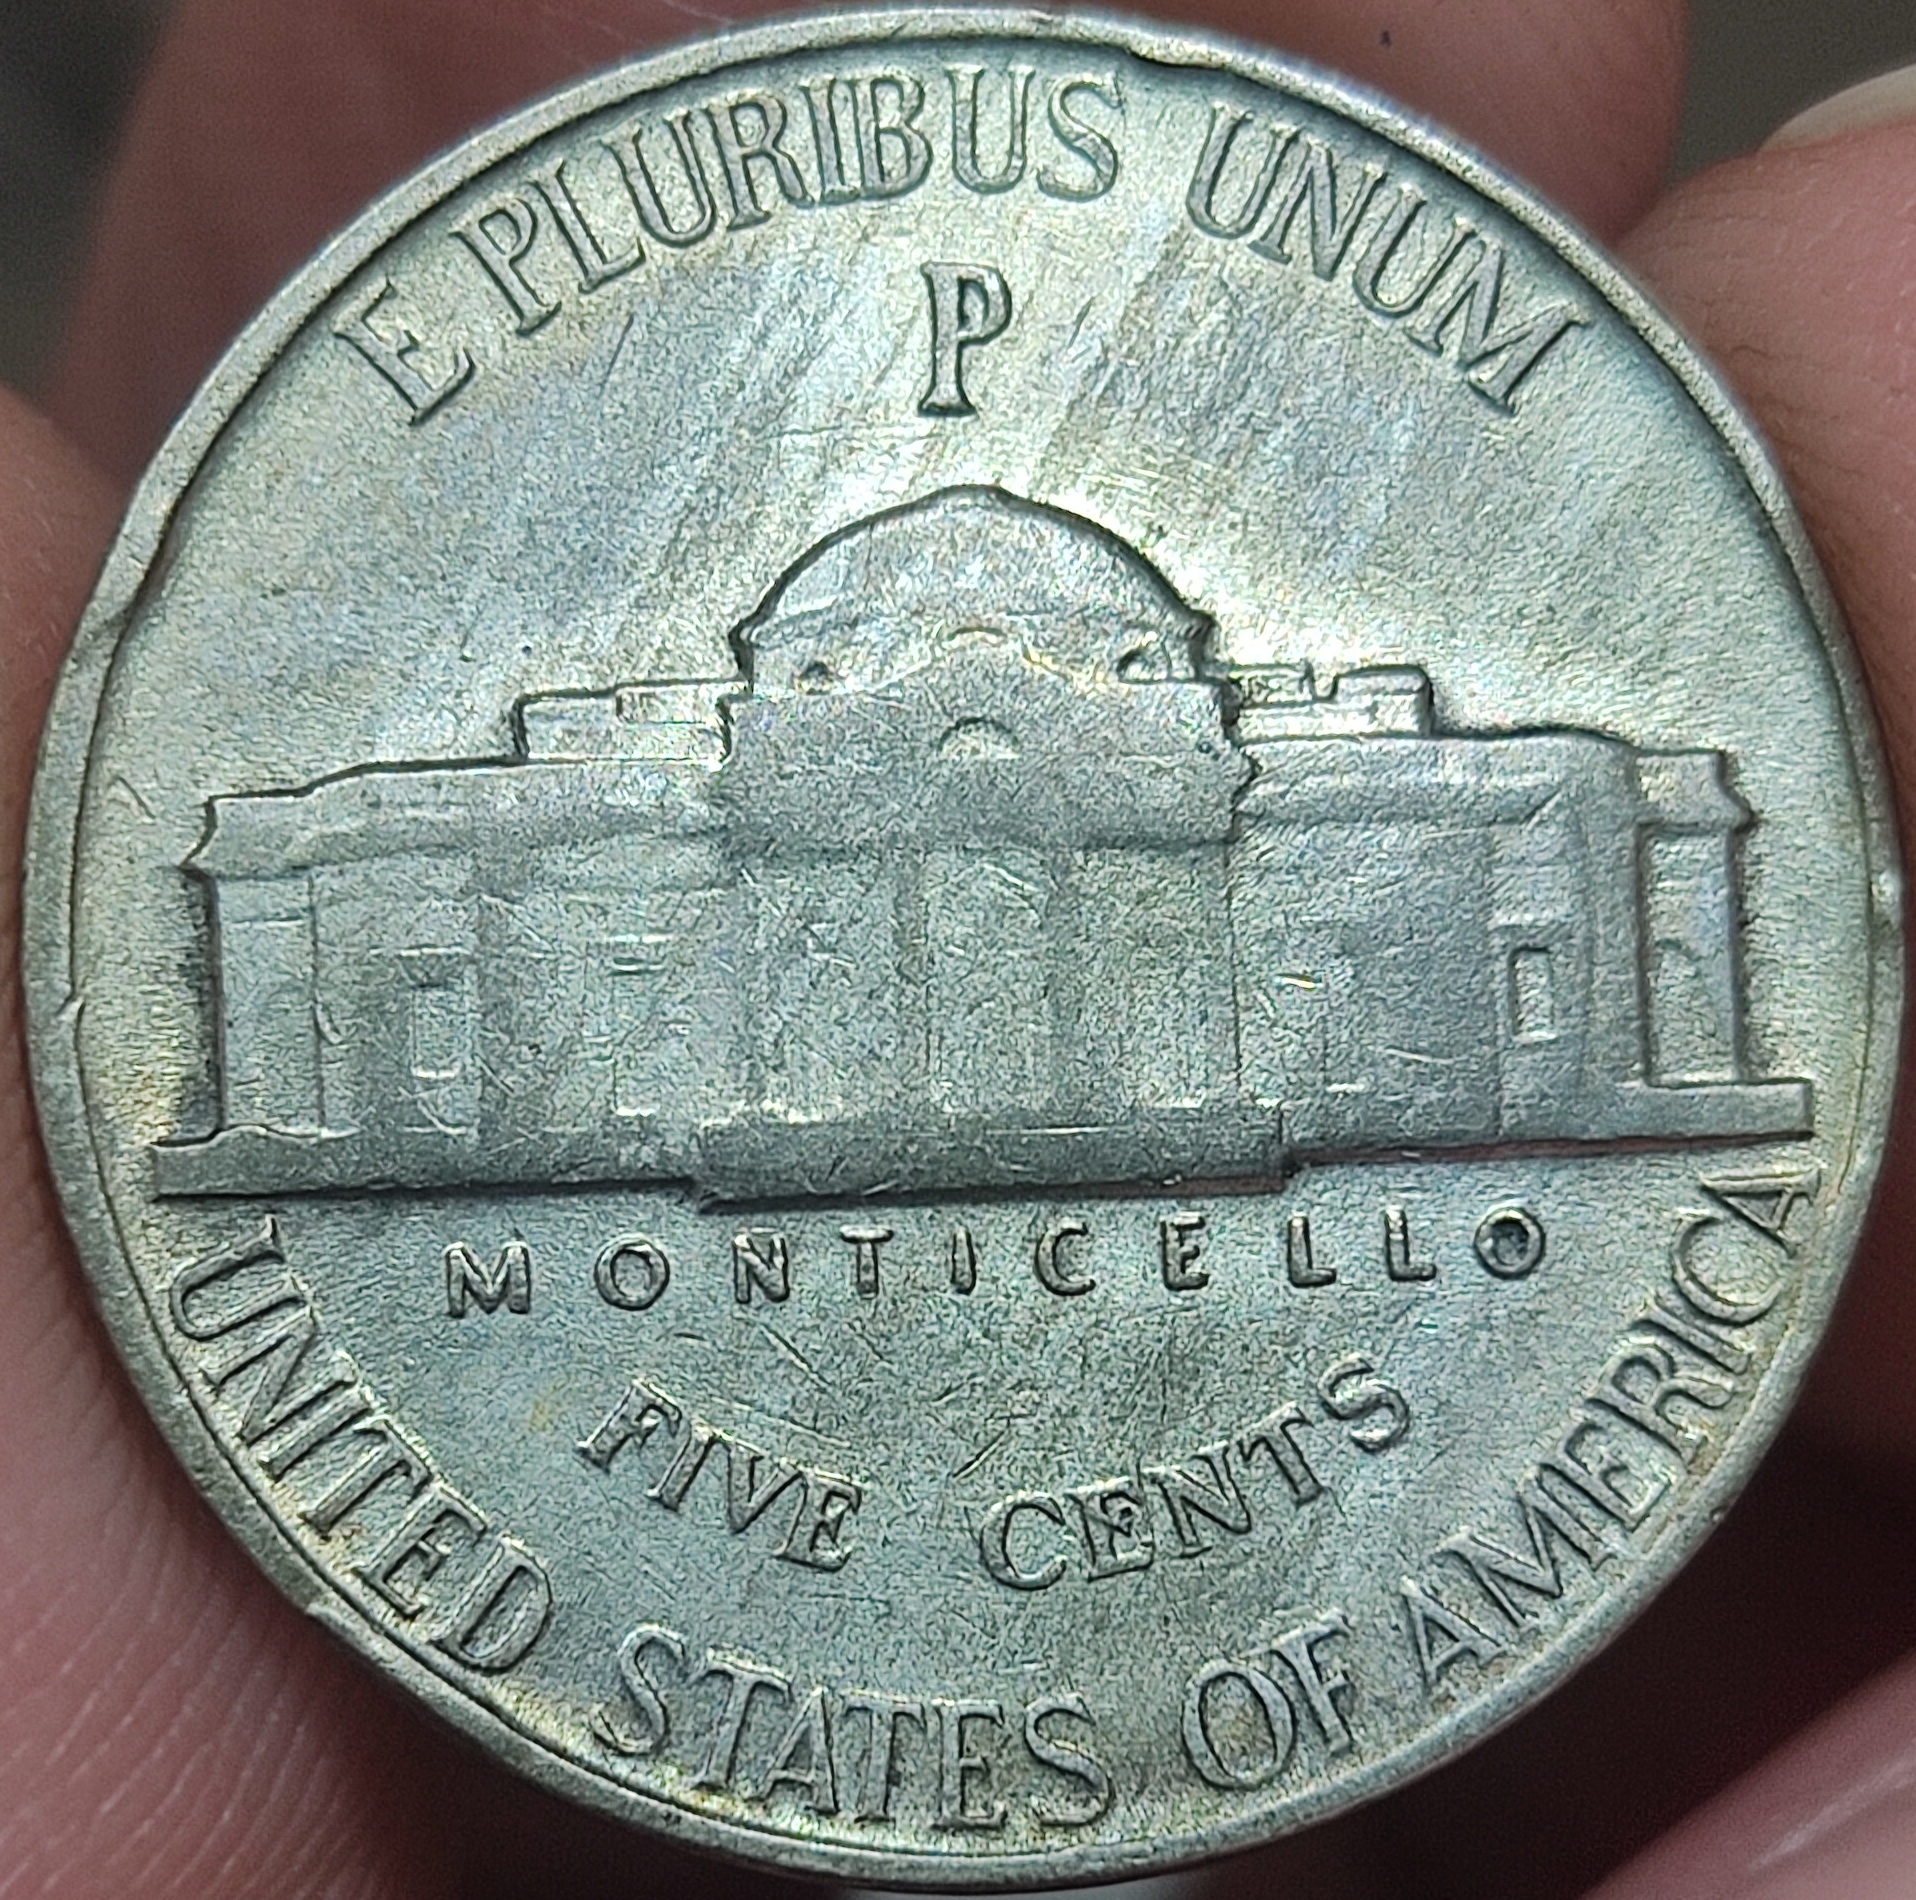 E PLURIBUS UNUM
P
MONTICELLO
FIVE CENTS
UNITED STATES OF AMERICA